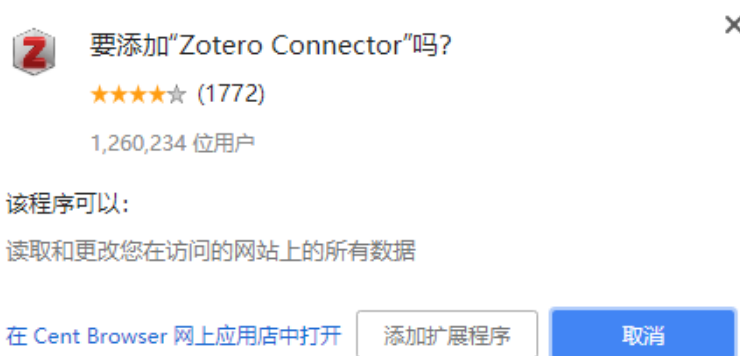 要添加“Zotero Connector”吗?
(1772)
1,260,234 位用户
该程序可以：
读取和更改您在访问的网站上的所有数据
在 Cent Browser 网上应用店中打开 添加扩展程序 取消